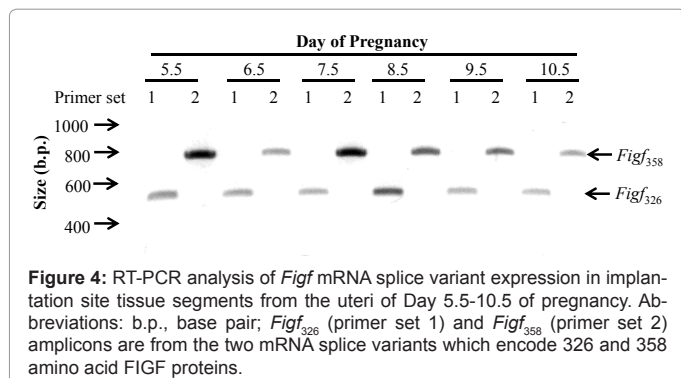 Day of Pregnancy
5.5 6.5 7.5 8.5 9.5 10.5
Primer set 1 2 1 2 1 2 1 2 1 2 1 2
Size (b.p.)
1000
800
600
400
Figf358
Figf326
Figure 4: RT-PCR analysis of Figf mRNA splice variant expression in implan-
tation site tissue segments from the uteri of Day 5.5-10.5 of pregnancy. Ab-
breviations: b.p., base pair; Figf326 (primer set 1) and Figf358 (primer set 2)
amplicons are from the two mRNA splice variants which encode 326 and 358
amino acid FIGF proteins.